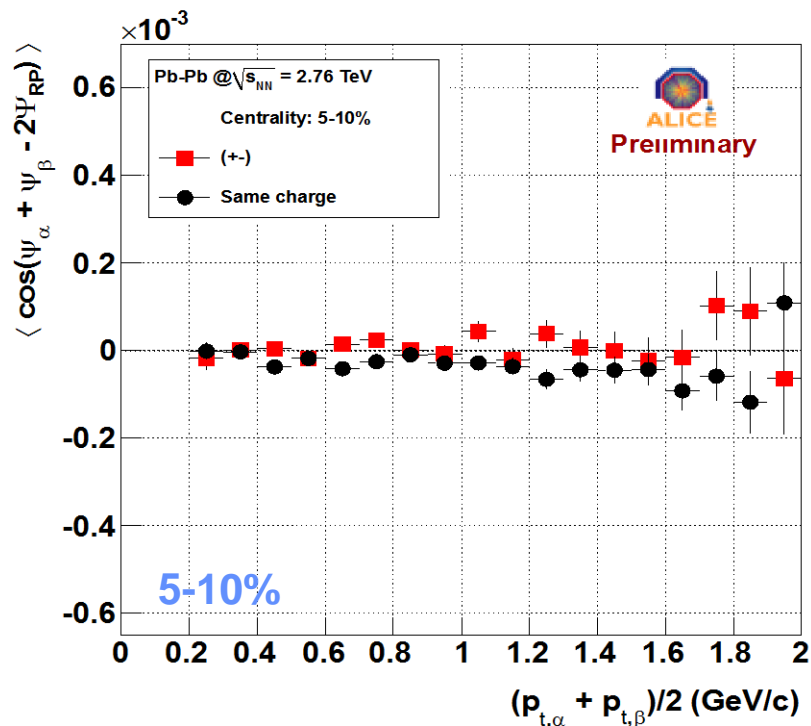 ×10⁻³
⟨ cos(ψ_α + ψ_β - 2Ψ_RP) ⟩
Pb-Pb @ √s_NN = 2.76 TeV
Centrality: 5-10%
(+-)
Same charge
ALICE
Preliminary
0.6
0.4
0.2
0
-0.2
-0.4
-0.6
5-10%
0 0.2 0.4 0.6 0.8 1 1.2 1.4 1.6 1.8 2
(p_t,α + p_t,β)/2 (GeV/c)